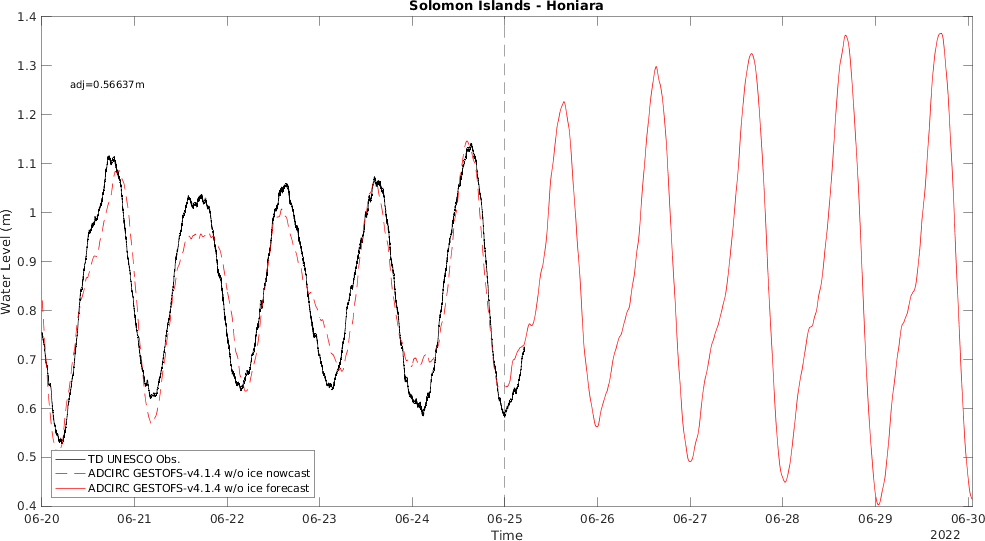 Solomon Islands - Honiara
1.4
1.3
1.2
1.1
1
0.9
0.8
0.7
0.6
0.5
0.4
Water Level (m)
adj=0.56637m
TD UNESCO Obs.
ADCIRC GESTOFS-v4.1.4 w/o ice nowcast
ADCIRC GESTOFS-v4.1.4 w/o ice forecast
06-20 06-21 06-22 06-23 06-24 06-25 06-26 06-27 06-28 06-29 06-30
Time
2022